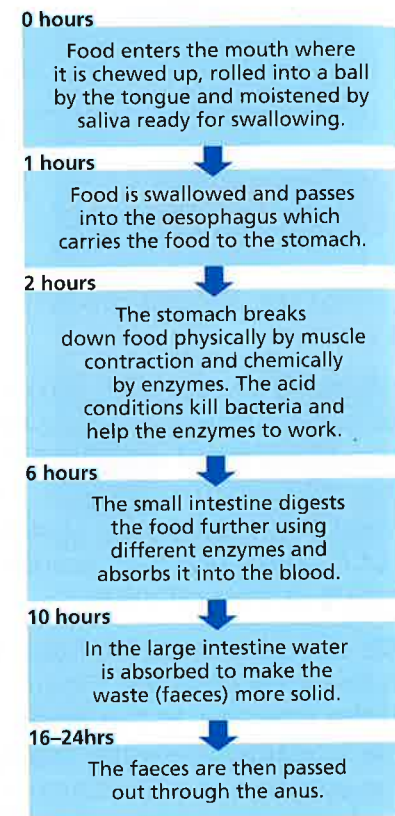 0 hours
Food enters the mouth where
it is chewed up, rolled into a ball
by the tongue and moistened by
saliva ready for swallowing.
1 hours
Food is swallowed and passes
into the oesophagus which
carries the food to the stomach.
2 hours
The stomach breaks
down food physically by muscle
contraction and chemically
by enzymes. The acid
conditions kill bacteria and
help the enzymes to work.
6 hours
The small intestine digests
the food further using
different enzymes and
absorbs it into the blood.
10 hours
In the large intestine water
is absorbed to make the
waste (faeces) more solid.
16–24hrs
The faeces are then passed
out through the anus.